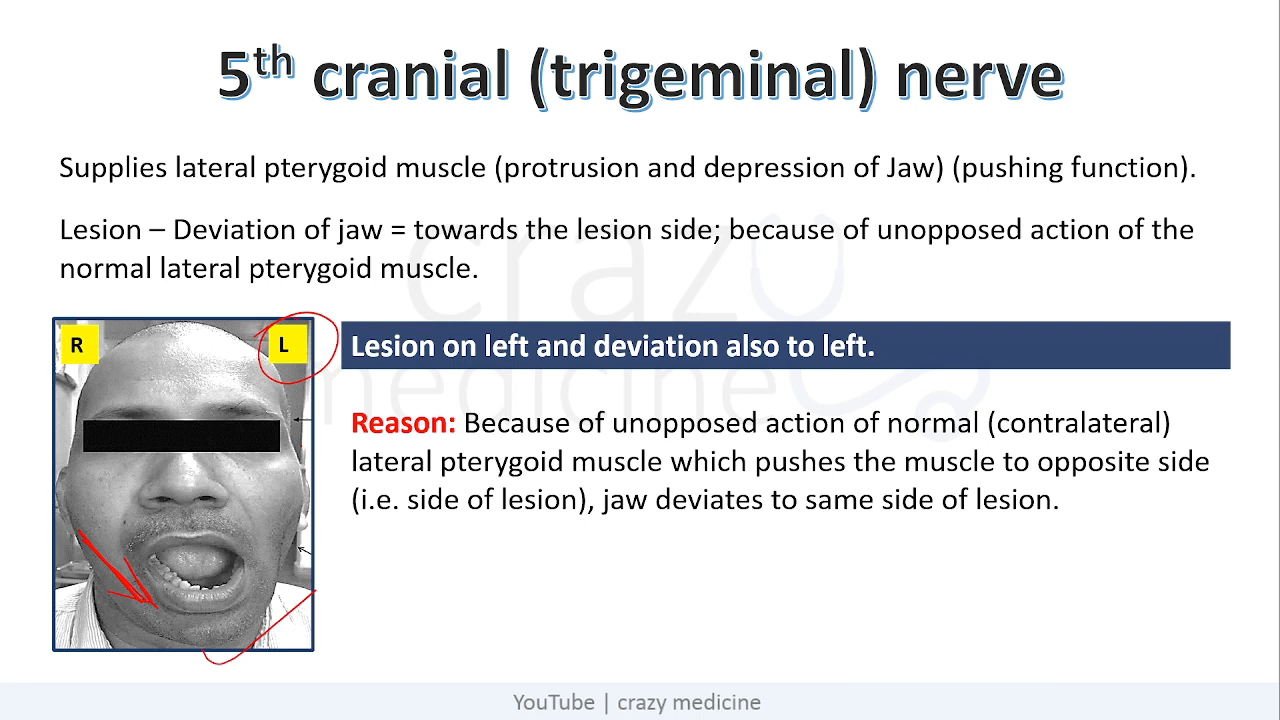 5th cranial (trigeminal) nerve
Supplies lateral pterygoid muscle (protrusion and depression of Jaw) (pushing function).
Lesion – Deviation of jaw = towards the lesion side; because of unopposed action of the
normal lateral pterygoid muscle.
R
L
Lesion on left and deviation also to left.
Reason: Because of unopposed action of normal (contralateral)
lateral pterygoid muscle which pushes the muscle to opposite side
(i.e. side of lesion), jaw deviates to same side of lesion.
crazy
medicine
YouTube | crazy medicine